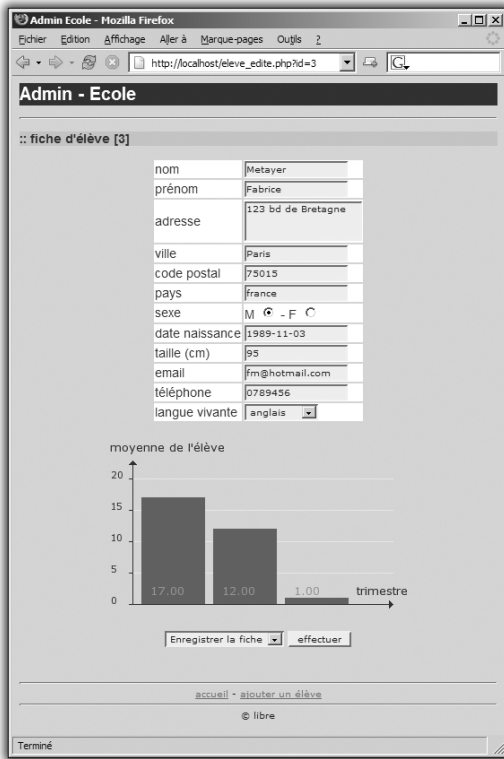 Admin Ecole - Mozilla Firefox
Fichier Edition Affichage Aller à Marque-pages Outils ?
http://localhost/eleve_edite.php?id=3 G
Admin - Ecole
:: fiche d'élève [3]
nom Metayer
prénom Fabrice
adresse 123 bd de Bretagne
ville Paris
code postal 75015
pays france
sexe M - F
date naissance 1989-11-03
taille (cm) 95
email fm@hotmail.com
téléphone 0789456
langue vivante anglais
moyenne de l'élève
20
15
10
5
0
17.00 12.00 1.00 trimestre
Enregistrer la fiche effectuer
accueil - ajouter un élève
© libre
Terminé